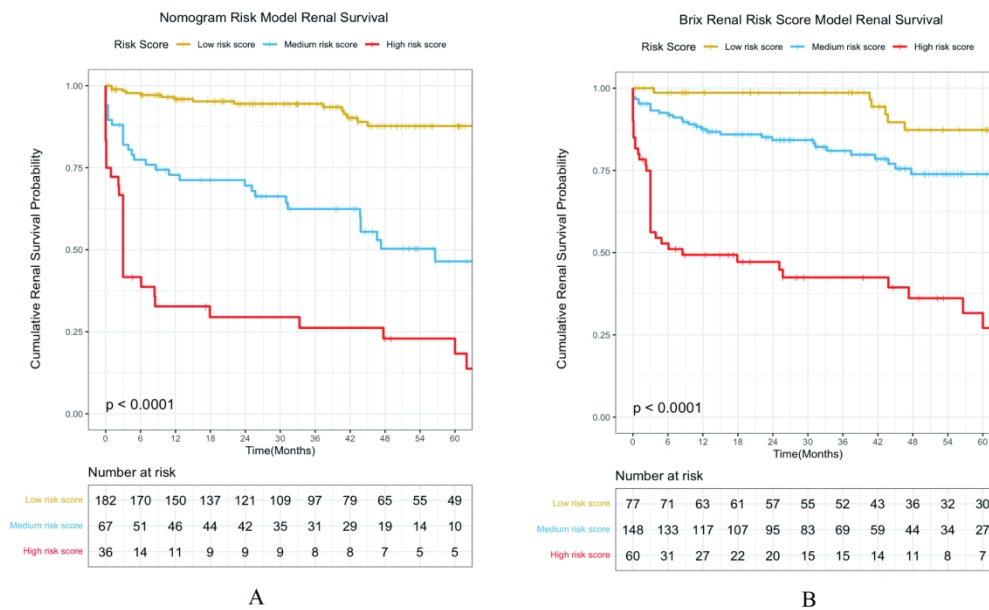 Nomogram Risk Model Renal Survival
Risk Score Low risk score Medium risk score High risk score
Cumulative Renal Survival Probability
1.00
0.75
0.50
0.25
0.00
p < 0.0001
0 6 12 18 24 30 36 42 48 54 60
Time(Months)
Number at risk
Low risk score 182 170 150 137 121 109 97 79 65 55 49
Medium risk score 67 51 46 44 42 35 31 29 19 14 10
High risk score 36 14 11 9 9 9 8 8 7 5 5
A
Brix Renal Risk Score Model Renal Survival
Risk Score Low risk score Medium risk score High risk score
Cumulative Renal Survival Probability
1.00
0.75
0.50
0.25
0.00
p < 0.0001
0 6 12 18 24 30 36 42 48 54 60
Time(Months)
Number at risk
Low risk score 77 71 63 61 57 55 52 43 36 32 30
Medium risk score 148 133 117 107 95 83 69 59 44 34 27
High risk score 60 31 27 22 20 15 15 14 11 8 7
B